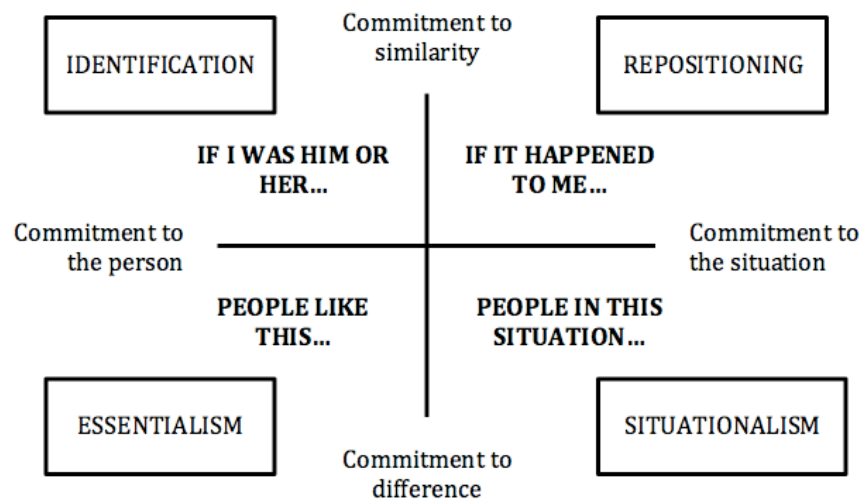 Commitment to
similarity
IDENTIFICATION
REPOSITIONING
IF I WAS HIM OR
HER...
IF IT HAPPENED
TO ME...
Commitment to
the person
Commitment to
the situation
PEOPLE LIKE
THIS...
PEOPLE IN THIS
SITUATION...
ESSENTIALISM
SITUATIONALISM
Commitment to
difference